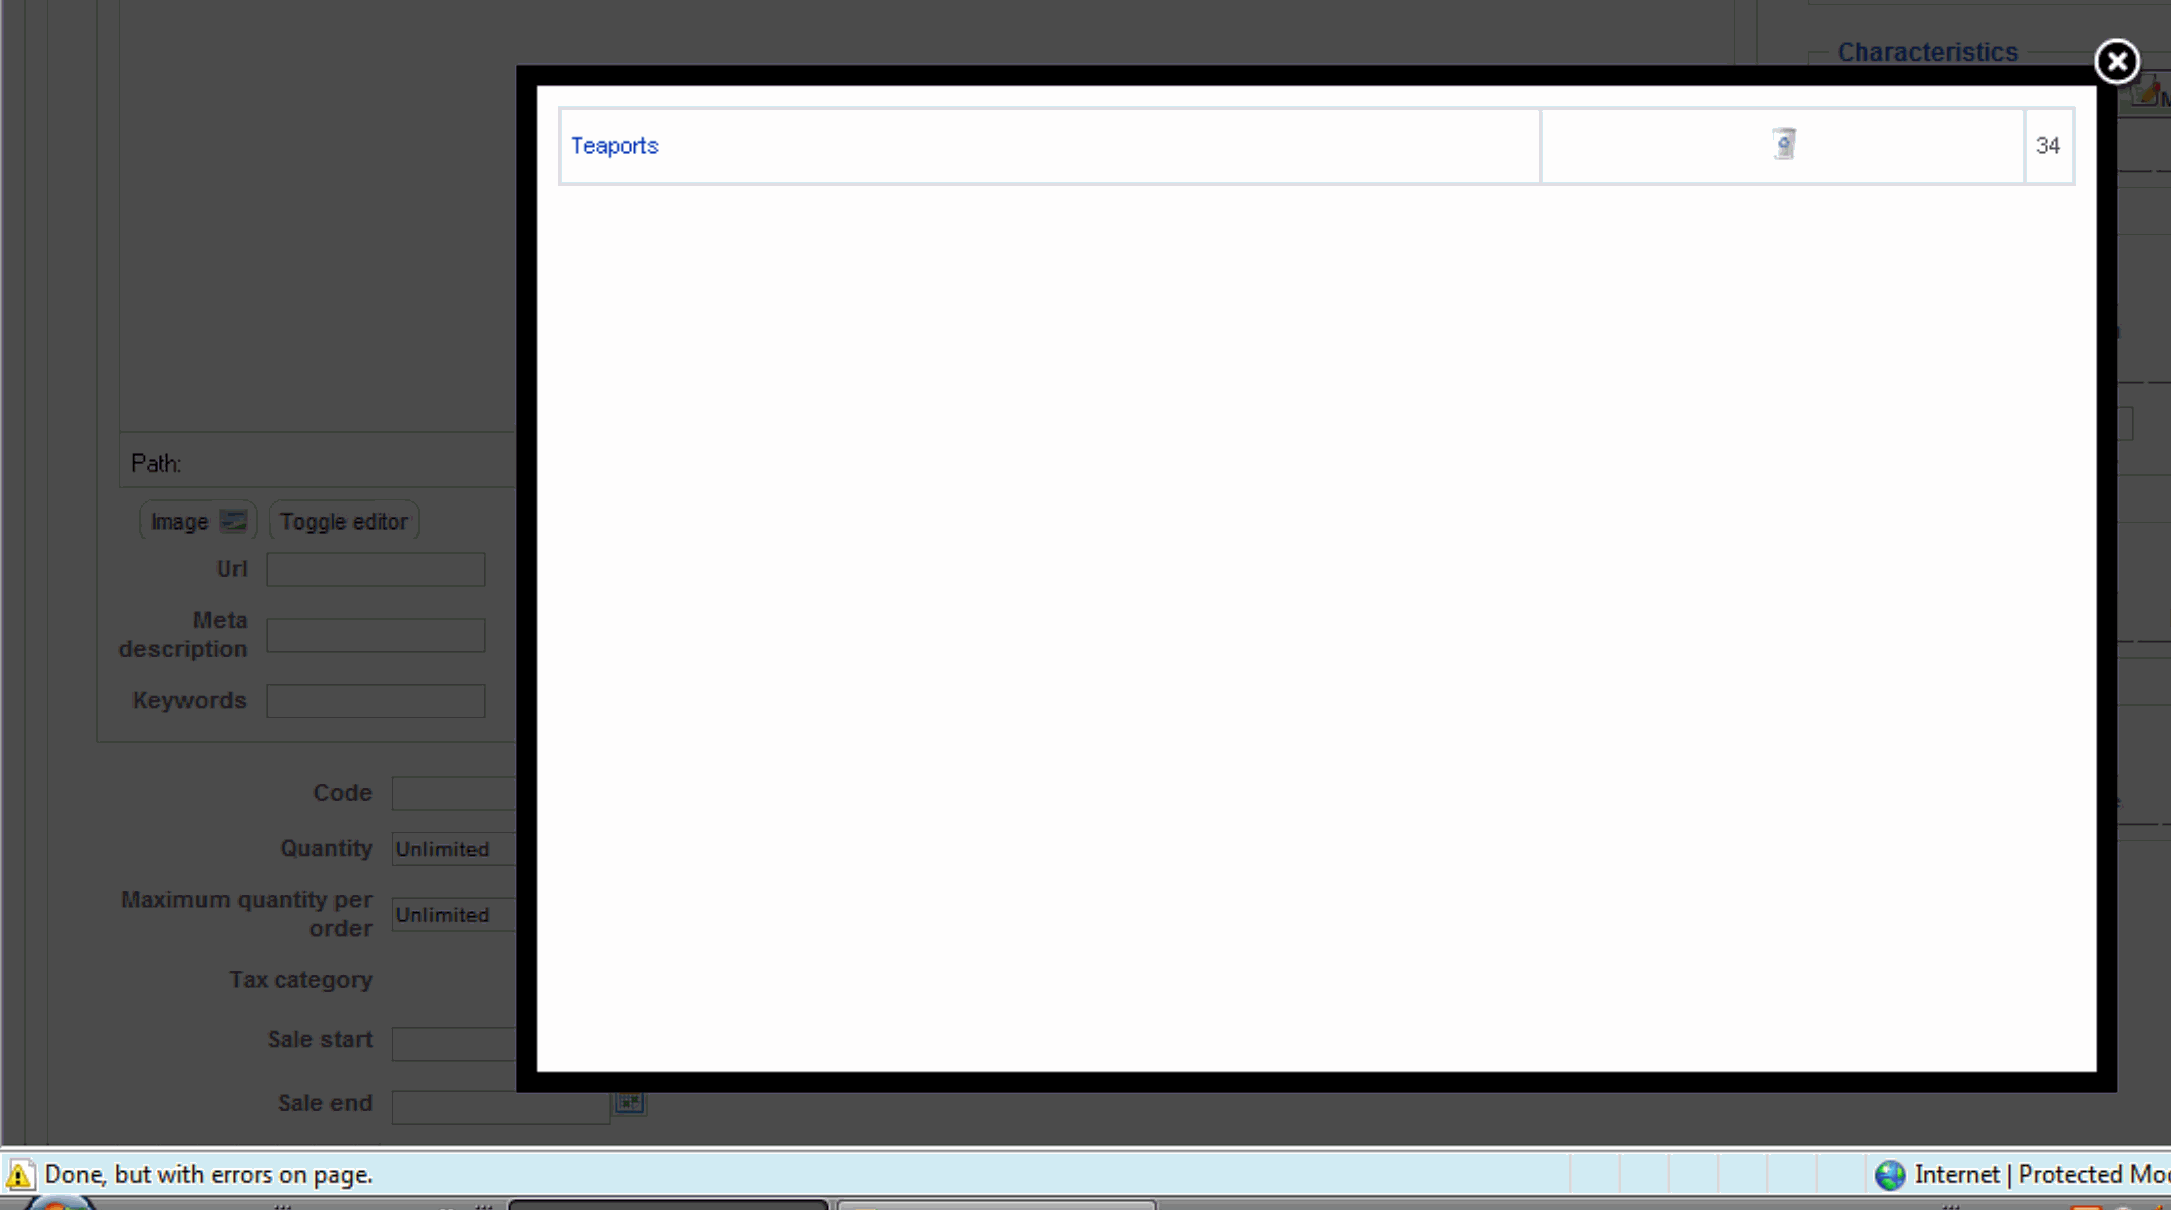 Characteristics
Teaports 34
Path:
Image Toggle editor
Url
Meta
description
Keywords
Code
Quantity Unlimited
Maximum quantity per
order Unlimited
Tax category
Sale start
Sale end
Done, but with errors on page. Internet | Protected